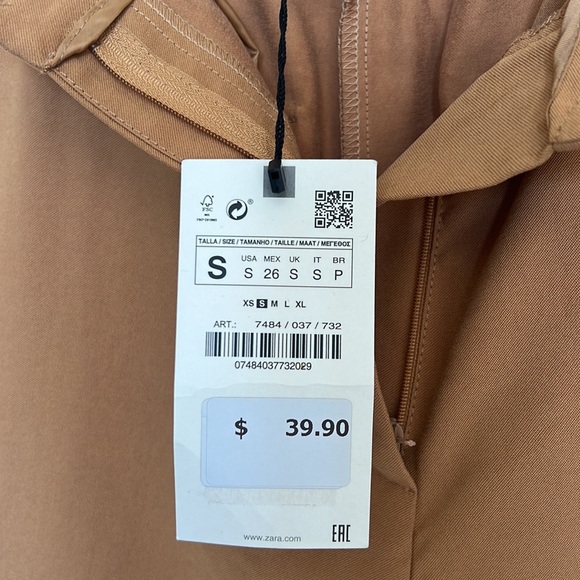 FSC
TALLA / SIZE / TAMANHO / TAILLE / MAAT / ΜΕΓΕΘΟΣ
S
USA MEX UK IT BR
S 26 S S P
XS S M L XL
ART.: 7484 / 037 / 732
07484037732029
$ 39.90
www.zara.com
EAC